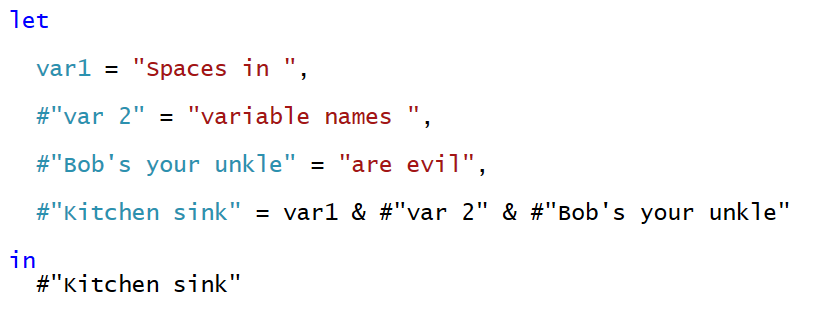 let
var1 = "Spaces in ",
#"var 2" = "variable names ",
#"Bob's your unkle" = "are evil",
#"Kitchen sink" = var1 & #"var 2" & #"Bob's your unkle"
in
#"Kitchen sink"